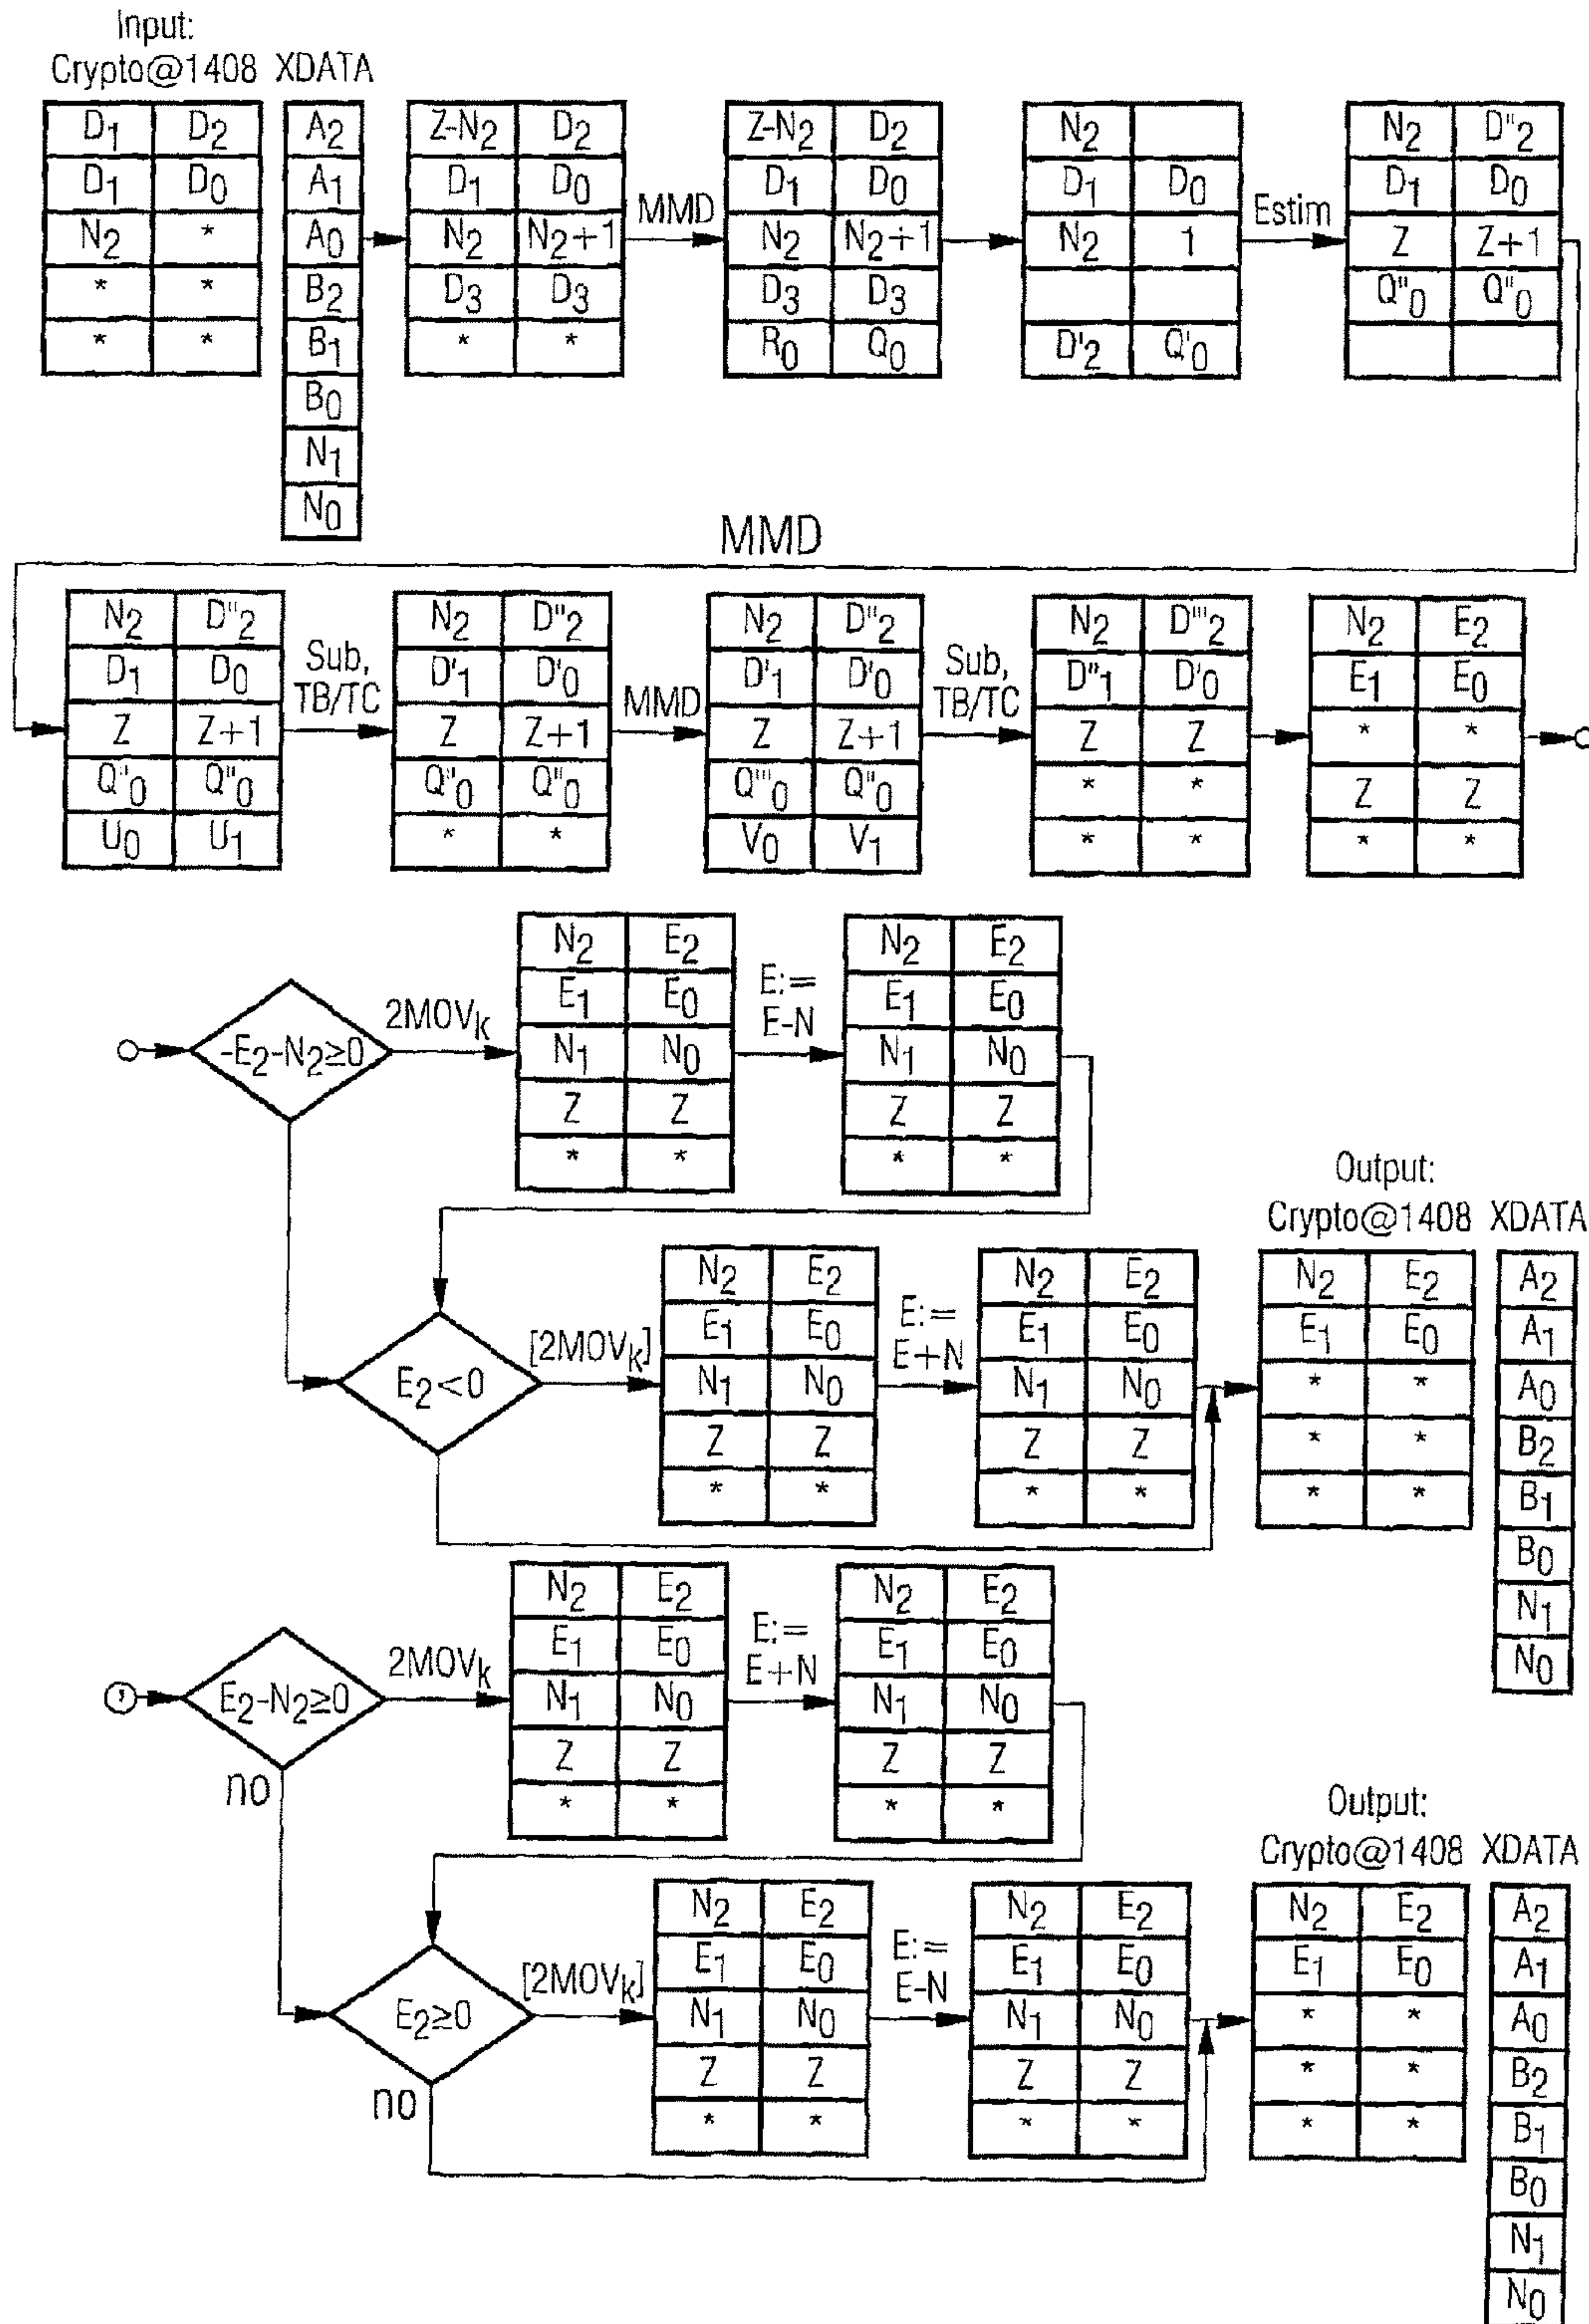 Input:
Crypto@1408 XDATA
D1 D2 A2 Z-N2 D2 Z-N2 D2 N2 N2 D"2
D1 D0 A1 D1 D0 MMD D1 D0 D1 D0 Estim D1 D0
N2 * A0 N2 N2+1 N2 N2+1 N2 1 Z Z+1
* * B2 D3 D3 D3 D3 Q"0 Q"0
* * B1 * * R0 Q0 D'2 Q'0
B0
N1
N0
MMD
N2 D"2 N2 D"2 N2 D"2 N2 D'"2 N2 E2
D1 D0 Sub, TB/TC D'1 D'0 MMD D'1 D'0 Sub, TB/TC D"1 D'0 E1 E0
Z Z+1 Z Z+1 Z Z+1 Z Z * *
Q"0 Q"0 Q"0 Q"0 Q'"0 Q"0 * * Z Z
U0 U1 * * V0 V1 * * * *
N2 E2 N2 E2
-E2-N2≥0 2MOVk E1 E0 E:= E-N E1 E0
N1 N0 N1 N0
Z Z Z Z
* * * *
Output:
Crypto@1408 XDATA
N2 E2 N2 E2 N2 E2 A2
E2<0 [2MOVk] E1 E0 E:= E+N E1 E0 E1 E0 A1
N1 N0 N1 N0 * * A0
Z Z Z Z * * B2
* * * * * * B1
B0
N1
N0
N2 E2 N2 E2
E2-N2≥0 2MOVk E1 E0 E:= E+N E1 E0
N1 N0 N1 N0
Z Z Z Z
no * * * *
Output:
Crypto@1408 XDATA
N2 E2 N2 E2 N2 E2 A2
E2≥0 [2MOVk] E1 E0 E:= E-N E1 E0 E1 E0 A1
N1 N0 N1 N0 * * A0
Z Z Z Z * * B2
no * * * * * * B1
B0
N1
N0